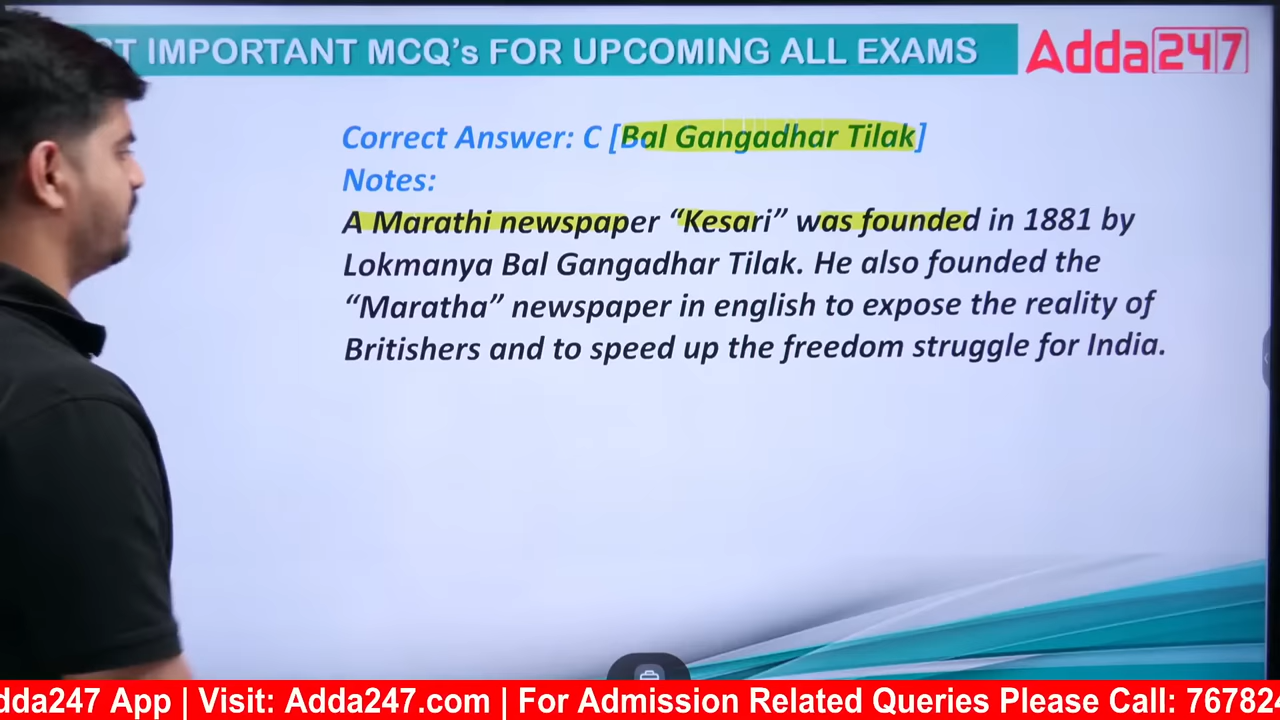 ST IMPORTANT MCQ's FOR UPCOMING ALL EXAMS
Adda247
Correct Answer: C [Bal Gangadhar Tilak]
Notes:
A Marathi newspaper “Kesari” was founded in 1881 by
Lokmanya Bal Gangadhar Tilak. He also founded the
“Maratha” newspaper in english to expose the reality of
Britishers and to speed up the freedom struggle for India.
dda247 App | Visit: Adda247.com | For Admission Related Queries Please Call: 76782